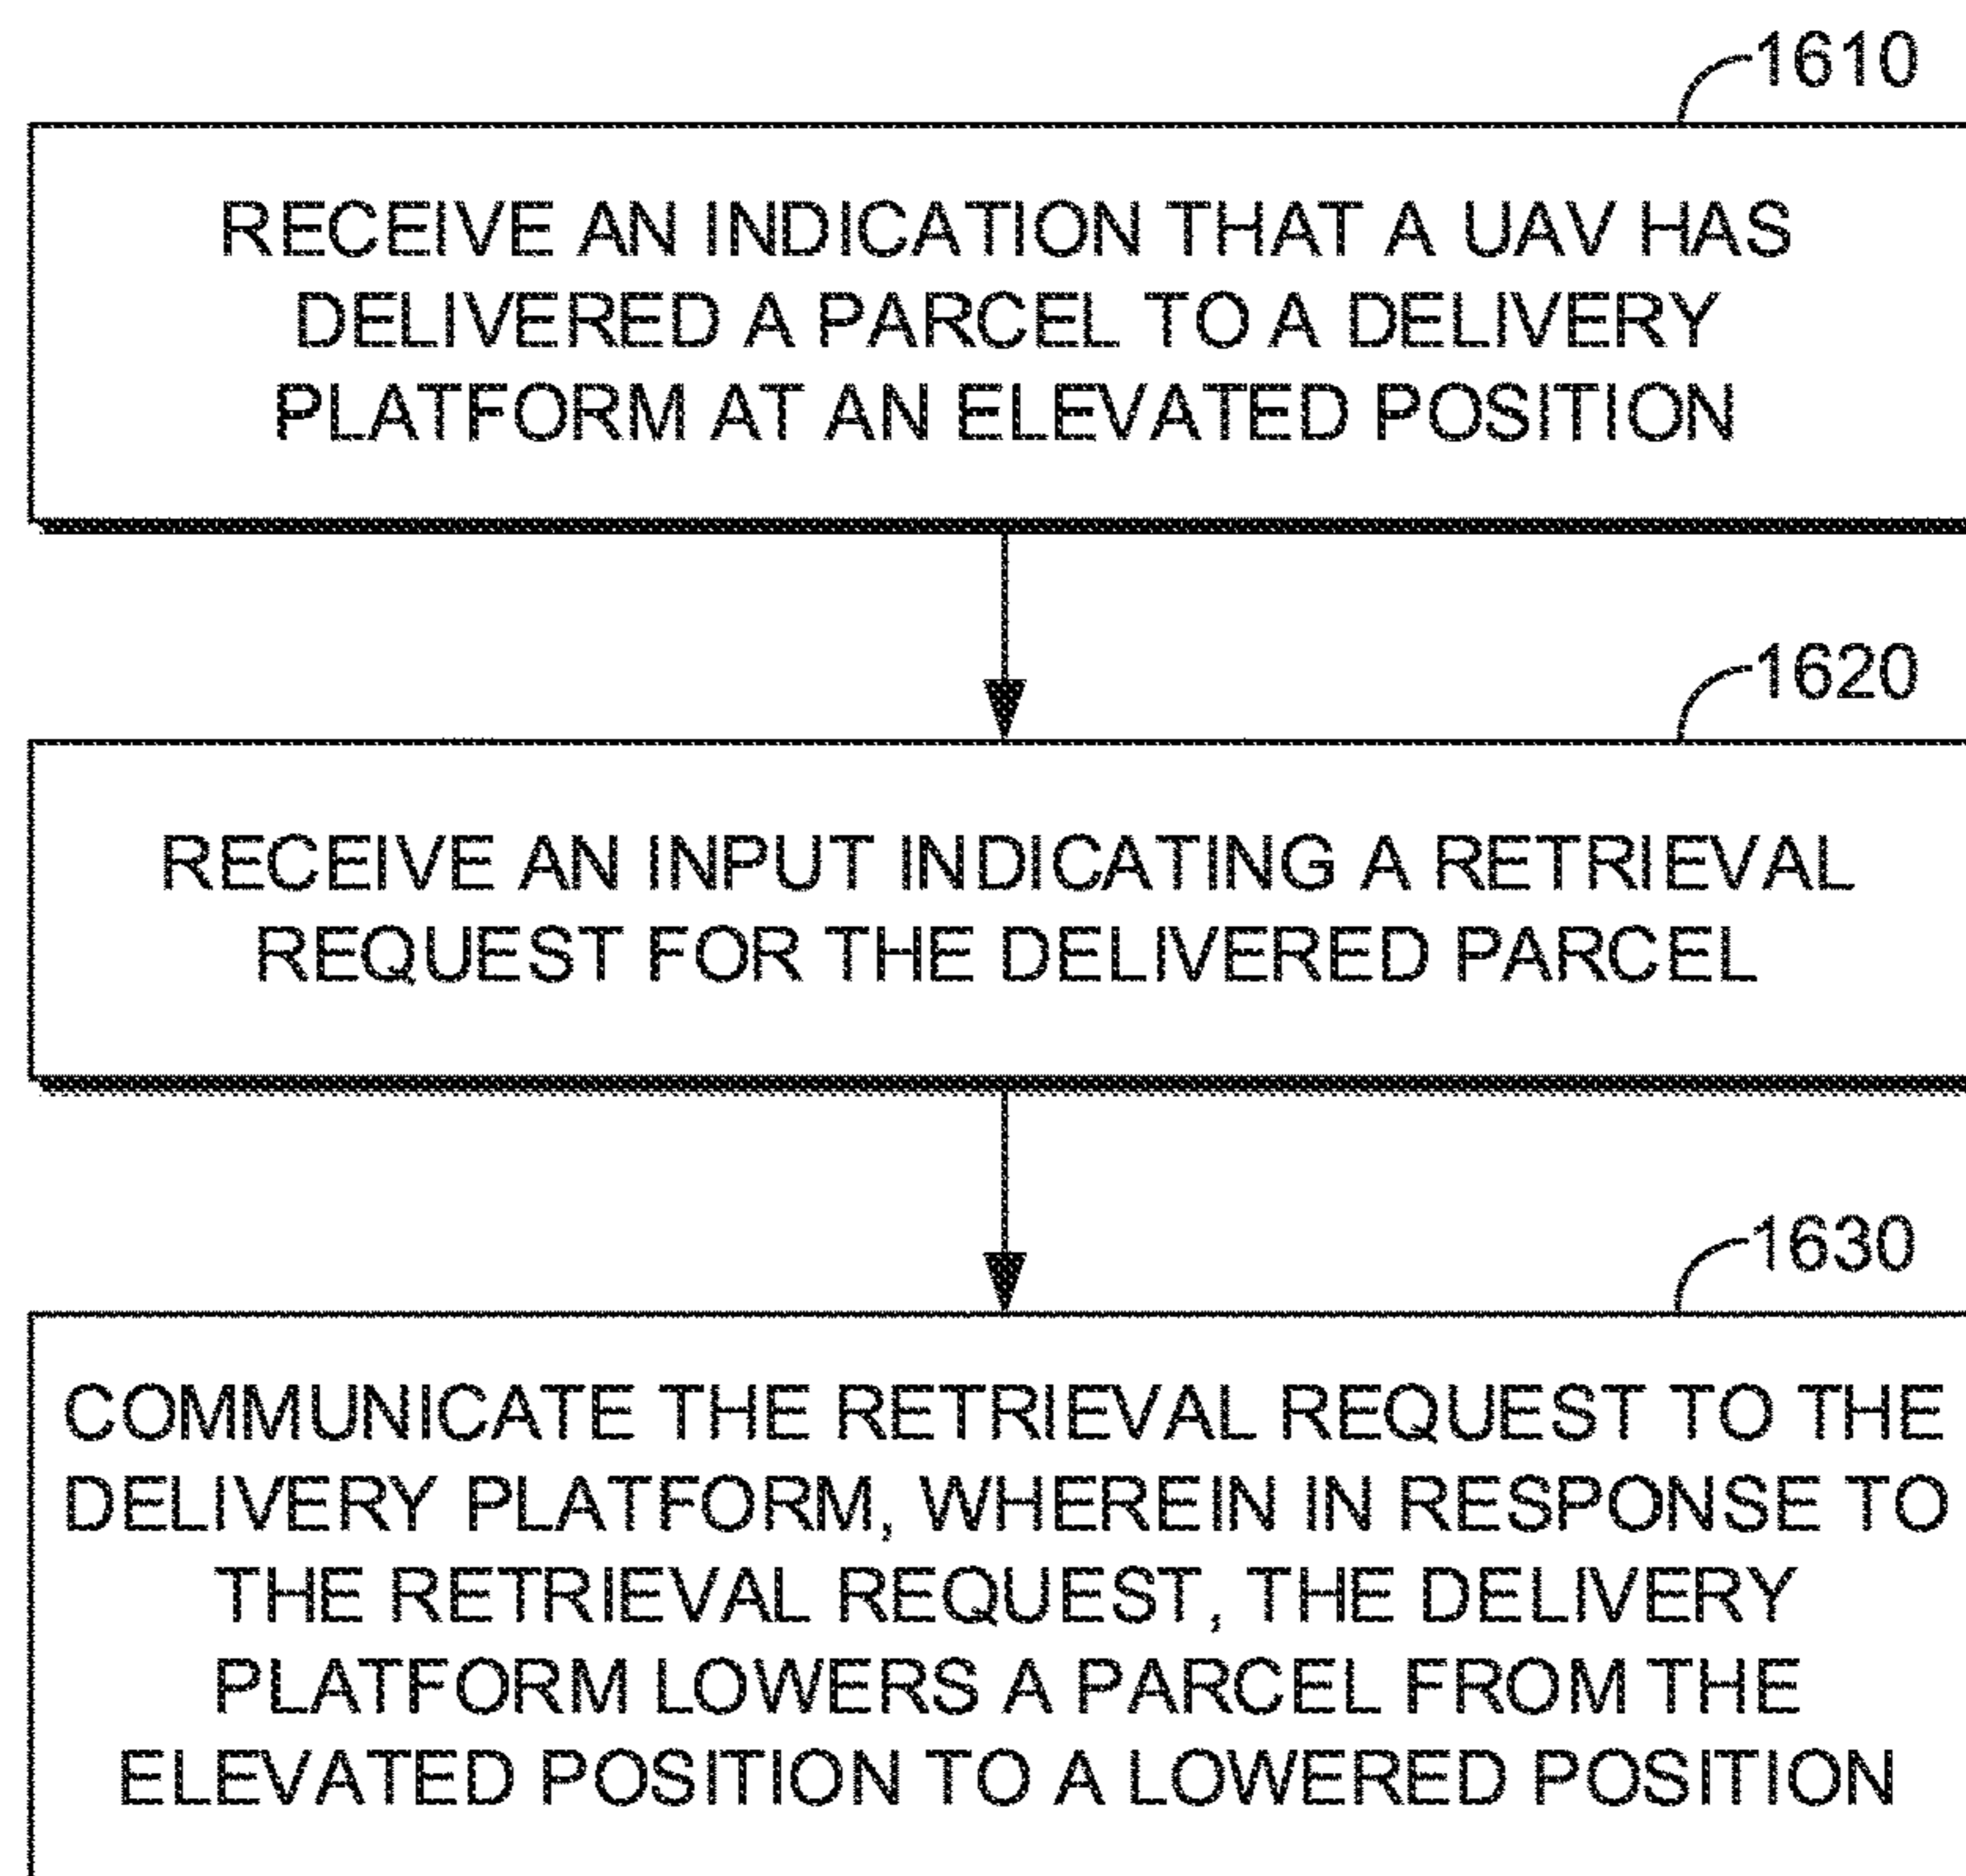 1610
RECEIVE AN INDICATION THAT A UAV HAS
DELIVERED A PARCEL TO A DELIVERY
PLATFORM AT AN ELEVATED POSITION
1620
RECEIVE AN INPUT INDICATING A RETRIEVAL
REQUEST FOR THE DELIVERED PARCEL
1630
COMMUNICATE THE RETRIEVAL REQUEST TO THE
DELIVERY PLATFORM, WHEREIN IN RESPONSE TO
THE RETRIEVAL REQUEST, THE DELIVERY
PLATFORM LOWERS A PARCEL FROM THE
ELEVATED POSITION TO A LOWERED POSITION